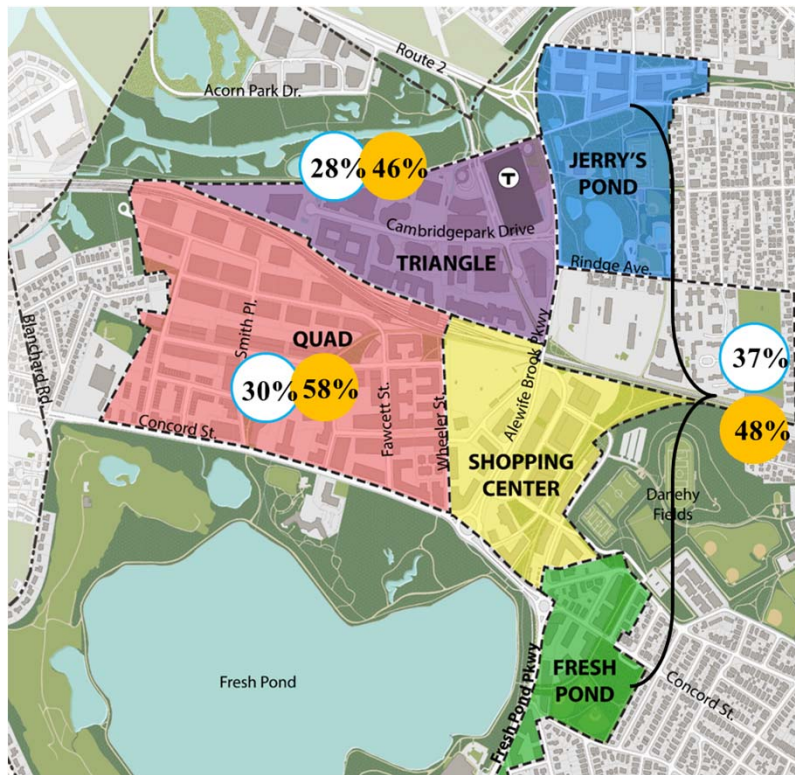 Route 2
Acorn Park Dr.
28%
46%
T
JERRY'S
POND
Cambridgepark Drive
TRIANGLE
Rindge Ave.
Blanchard Rd
Smith Pl.
QUAD
30%
58%
Fawcett St.
Wheeler St.
Alewife Brook Pkwy
37%
48%
Concord St.
SHOPPING
CENTER
Danehy
Fields
Fresh Pond
Fresh Pond Pkwy
FRESH
POND
Concord St.